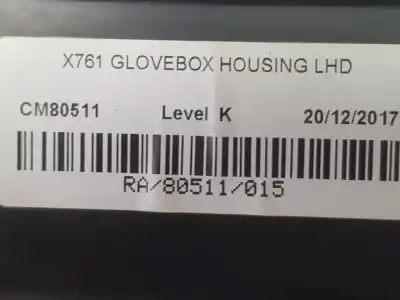 X761 GLOVEBOX HOUSING LHD
CM80511 Level K 20/12/2017
RA/80511/015